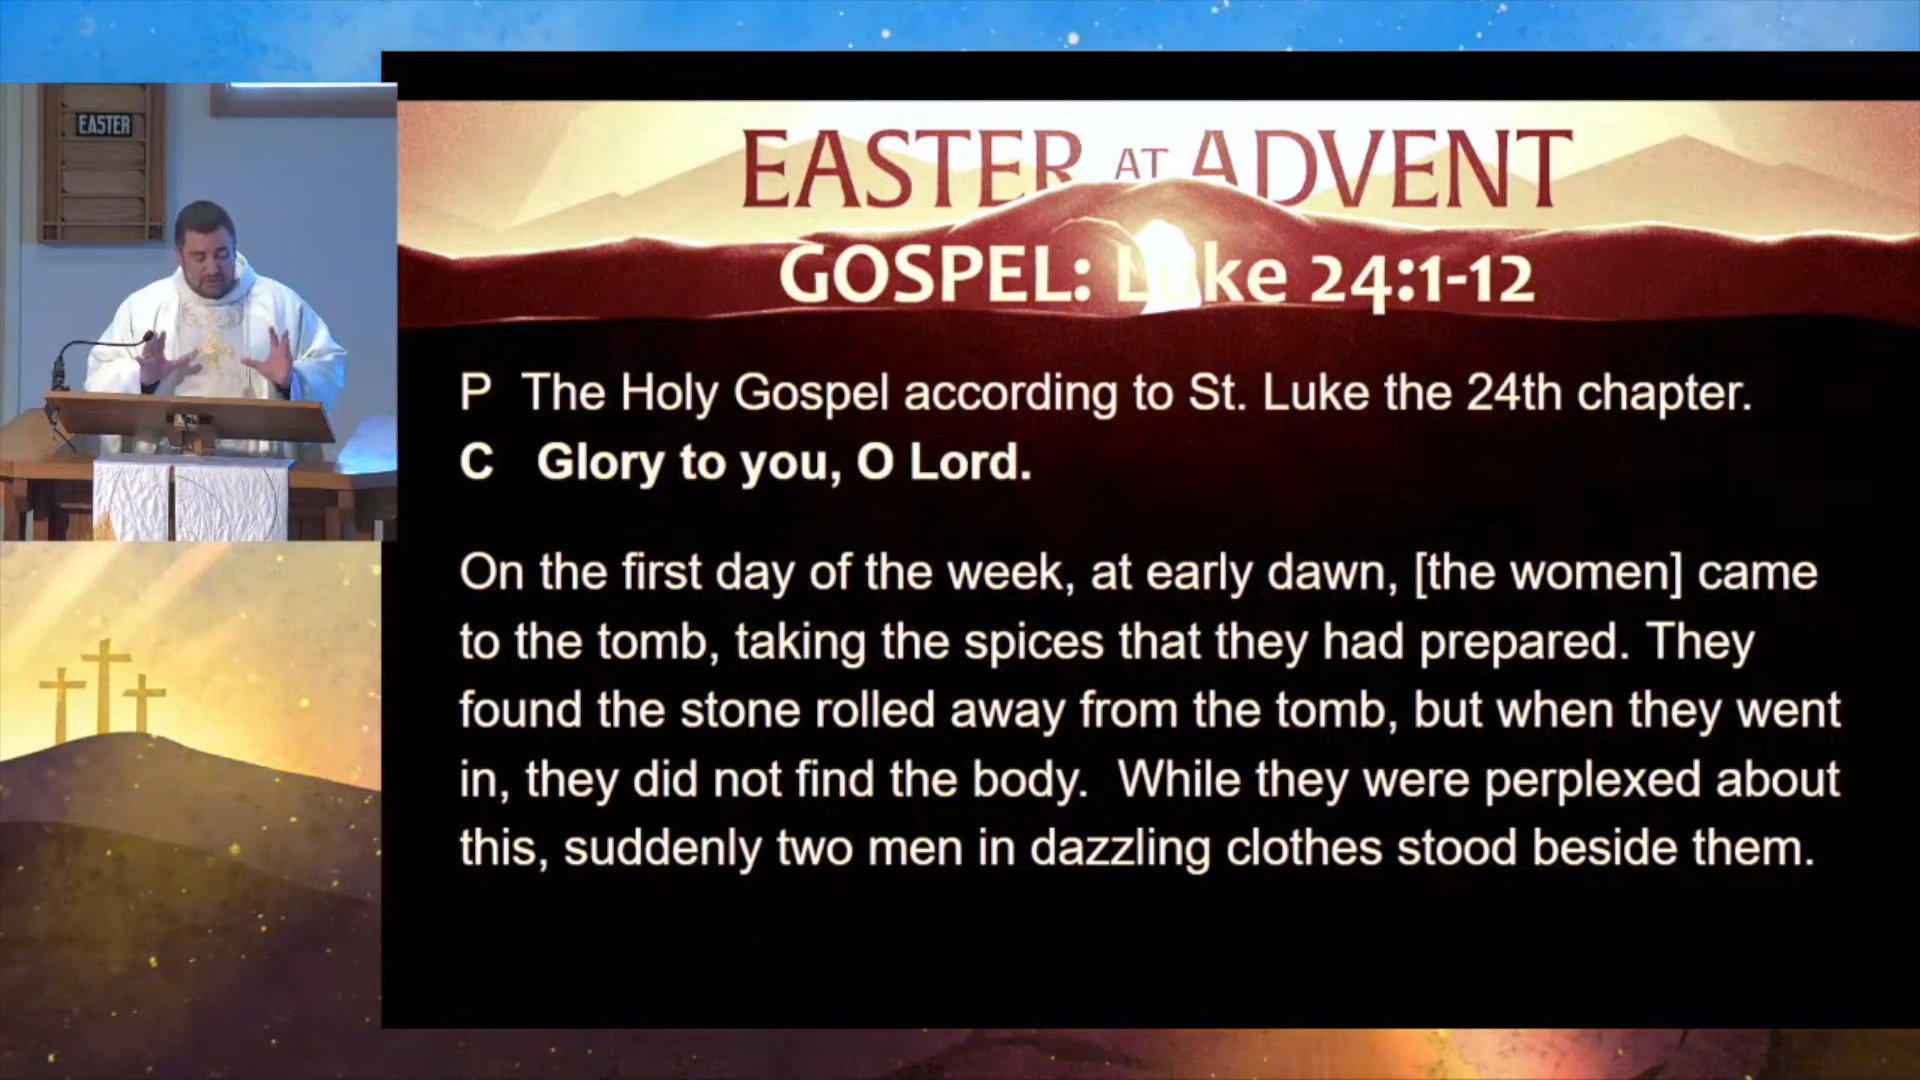 EASTER
EASTER AT ADVENT
GOSPEL: Luke 24:1-12
P The Holy Gospel according to St. Luke the 24th chapter.
C Glory to you, O Lord.
On the first day of the week, at early dawn, [the women] came
to the tomb, taking the spices that they had prepared. They
found the stone rolled away from the tomb, but when they went
in, they did not find the body. While they were perplexed about
this, suddenly two men in dazzling clothes stood beside them.